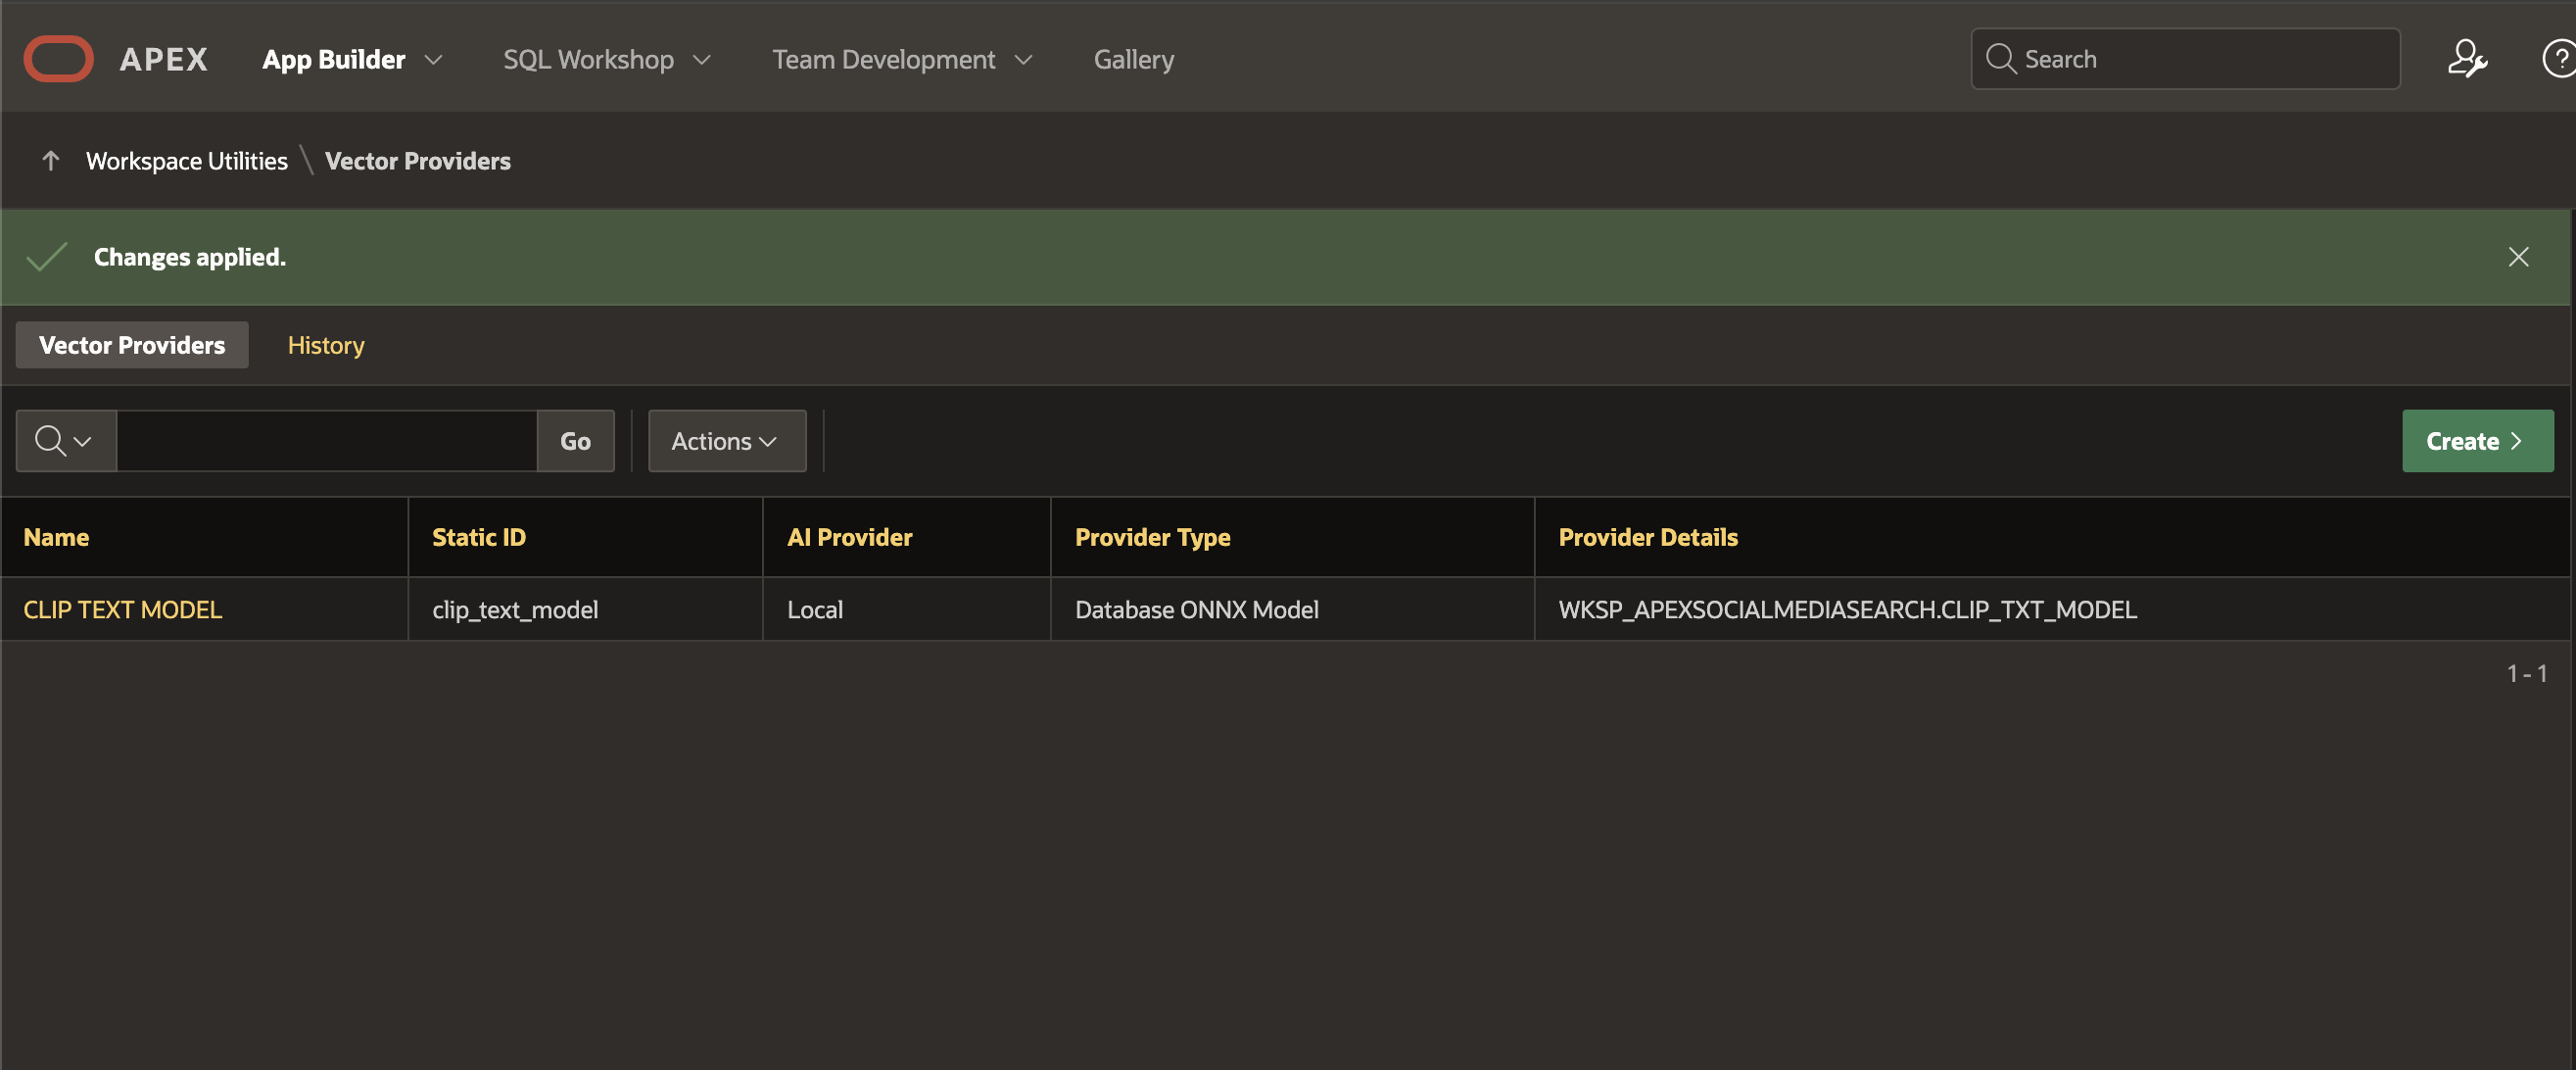 APEX App Builder SQL Workshop Team Development Gallery Search ?
Workspace Utilities \ Vector Providers
Changes applied.
Vector Providers History
Go Actions Create
Name Static ID AI Provider Provider Type Provider Details
CLIP TEXT MODEL clip_text_model Local Database ONNX Model WKSP_APEXSOCIALMEDIASEARCH.CLIP_TXT_MODEL
1 - 1